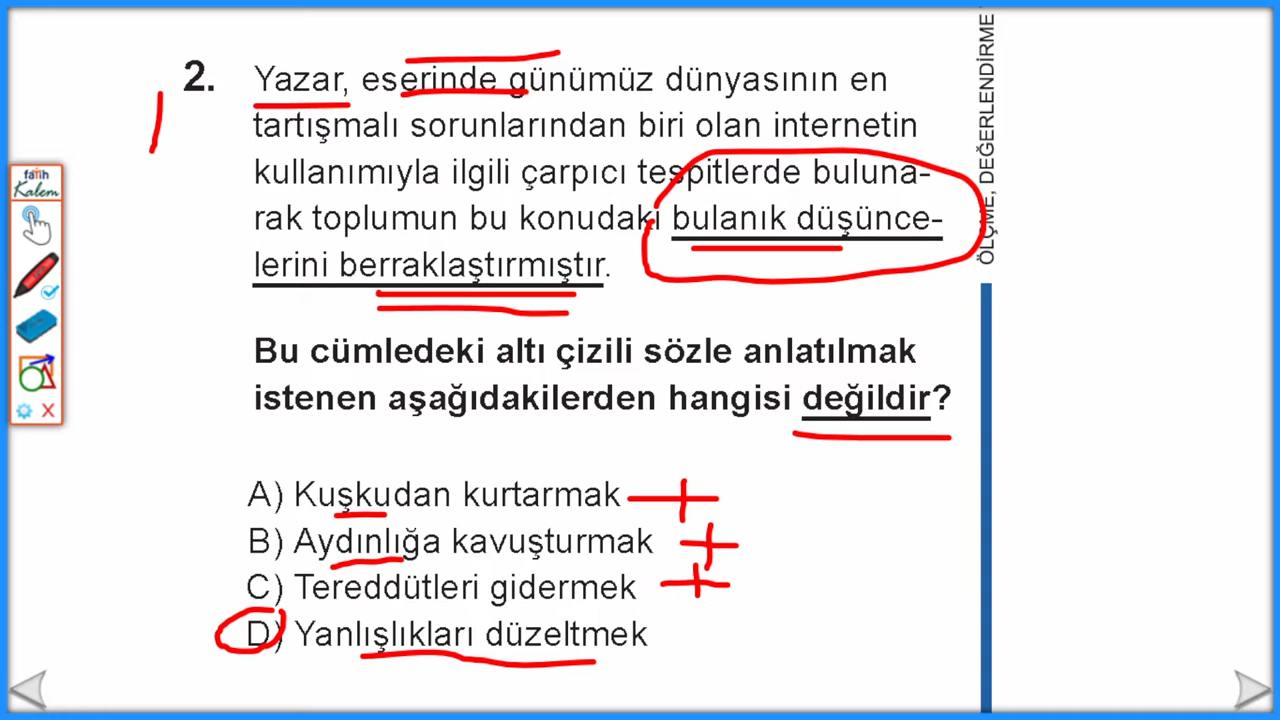 2. Yazar, eserinde günümüz dünyasının en
tartışmalı sorunlarından biri olan internetin
kullanımıyla ilgili çarpıcı tespitlerde buluna-
rak toplumun bu konudaki bulanık düşünce-
lerini berraklaştırmıştır.
Bu cümledeki altı çizili sözle anlatılmak
istenen aşağıdakilerden hangisi değildir?
A) Kuşkudan kurtarmak
B) Aydınlığa kavuşturmak
C) Tereddütleri gidermek
D) Yanlışlıkları düzeltmek
ÖLÇME, DEĞERLENDİRME
fatih
Kalem